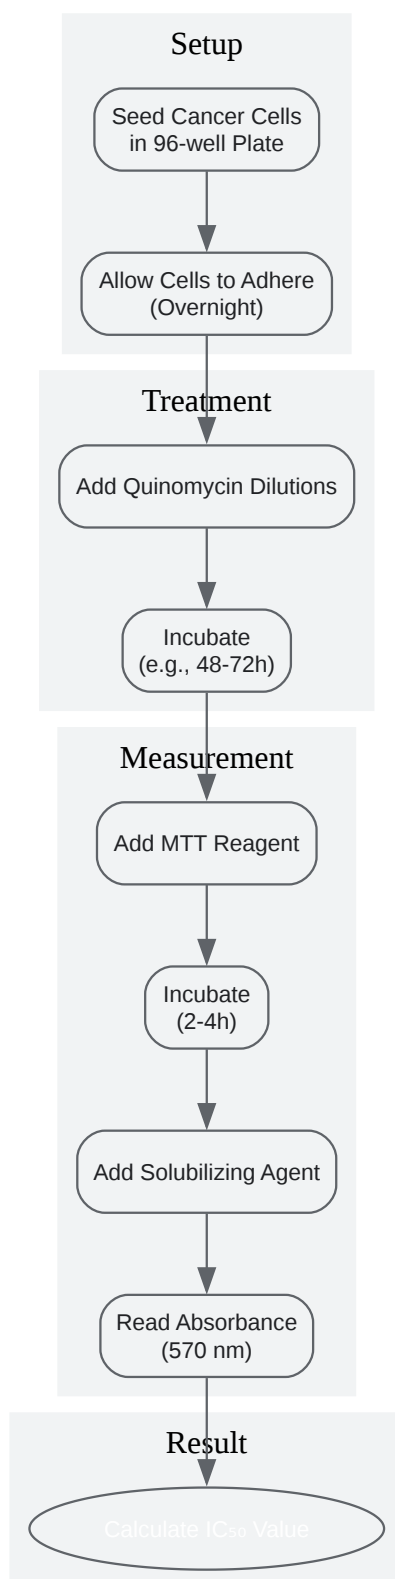 Setup
Seed Cancer Cells
in 96-well Plate
Allow Cells to Adhere
(Overnight)
Treatment
Add Quinomycin Dilutions
Incubate
(e.g., 48-72h)
Measurement
Add MTT Reagent
Incubate
(2-4h)
Add Solubilizing Agent
Read Absorbance
(570 nm)
Result
Calculate IC₅₀ Value